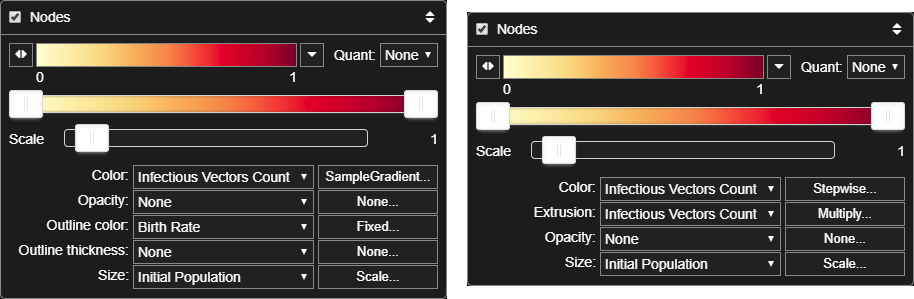 Nodes
Quant: None
0 1
Scale 1
Color: Infectious Vectors Count SampleGradient...
Opacity: None None...
Outline color: Birth Rate Fixed...
Outline thickness: None None...
Size: Initial Population Scale...
Nodes
Quant: None
0 1
Scale 1
Color: Infectious Vectors Count Stepwise...
Extrusion: Infectious Vectors Count Multiply...
Opacity: None None...
Size: Initial Population Scale...